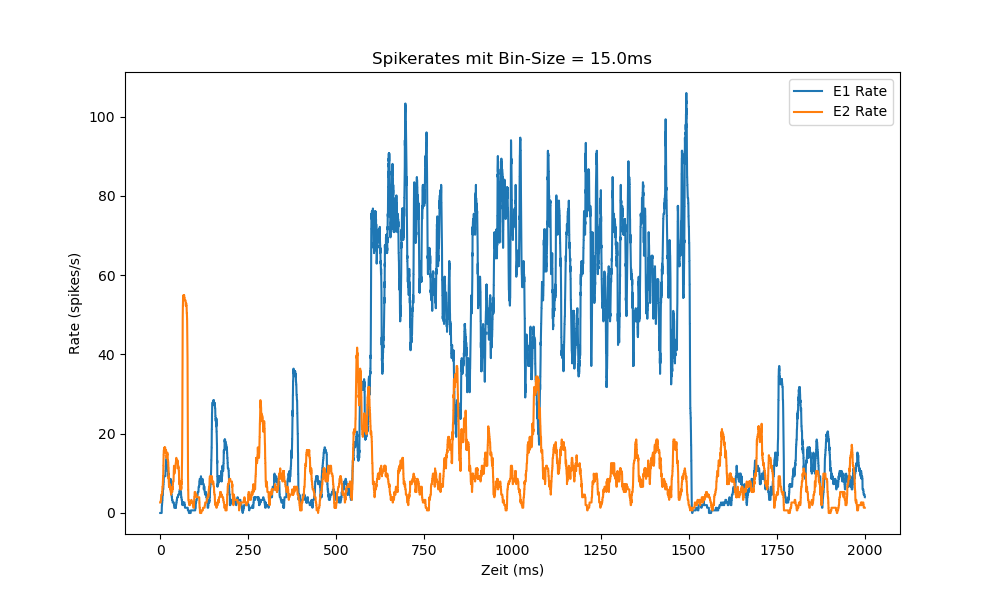 Spikerates mit Bin-Size = 15.0ms
E1 Rate
E2 Rate
Rate (spikes/s)
100
80
60
40
20
0
0 250 500 750 1000 1250 1500 1750 2000
Zeit (ms)